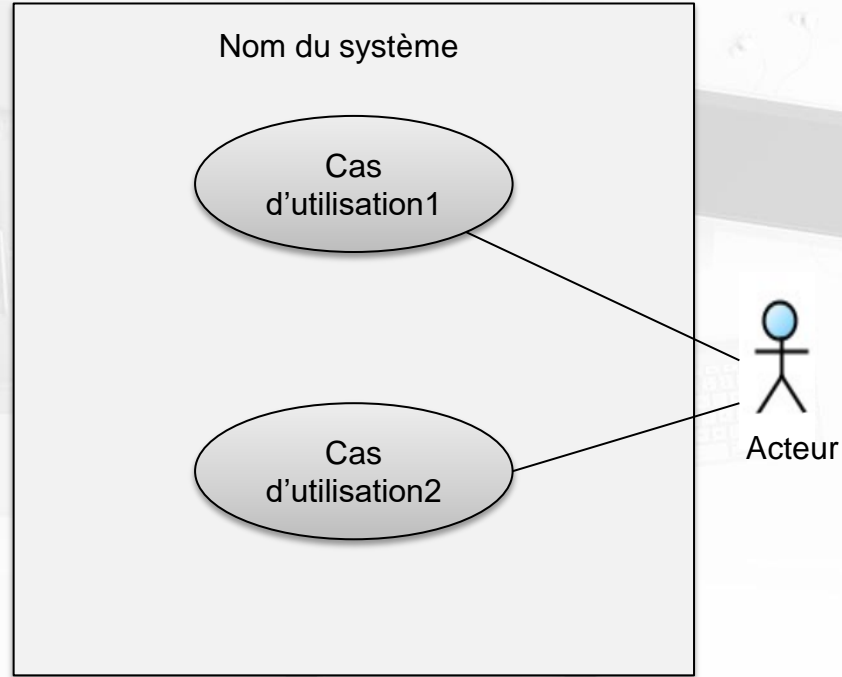 Nom du système
Cas
d’utilisation1
Cas
d’utilisation2
Acteur